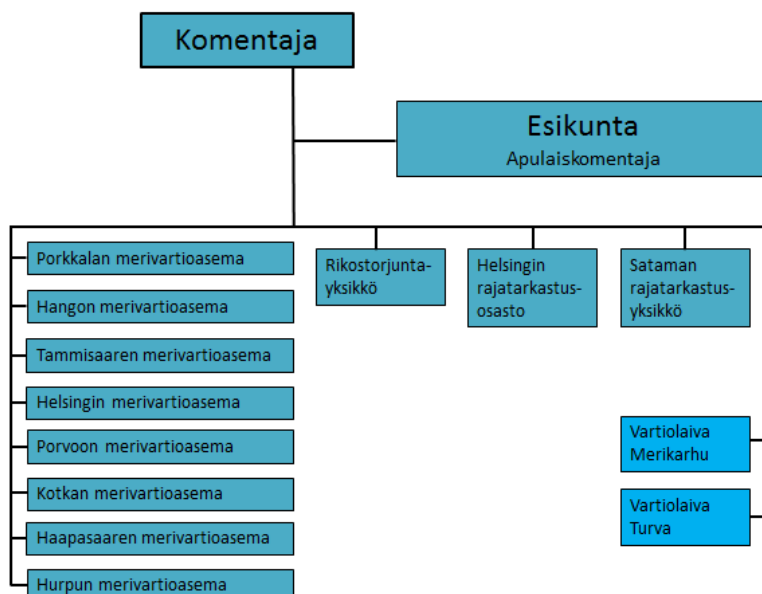 Komentaja
Esikunta
Apulaiskomentaja
Porkkalan merivartioasema
Hangon merivartioasema
Tammisaaren merivartioasema
Helsingin merivartioasema
Porvoon merivartioasema
Kotkan merivartioasema
Haapasaaren merivartioasema
Hurpun merivartioasema
Rikostorjunta-
yksikkö
Helsingin
rajatarkastus-
osasto
Sataman
rajatarkastus-
yksikkö
Vartiolaiva
Merikarhu
Vartiolaiva
Turva